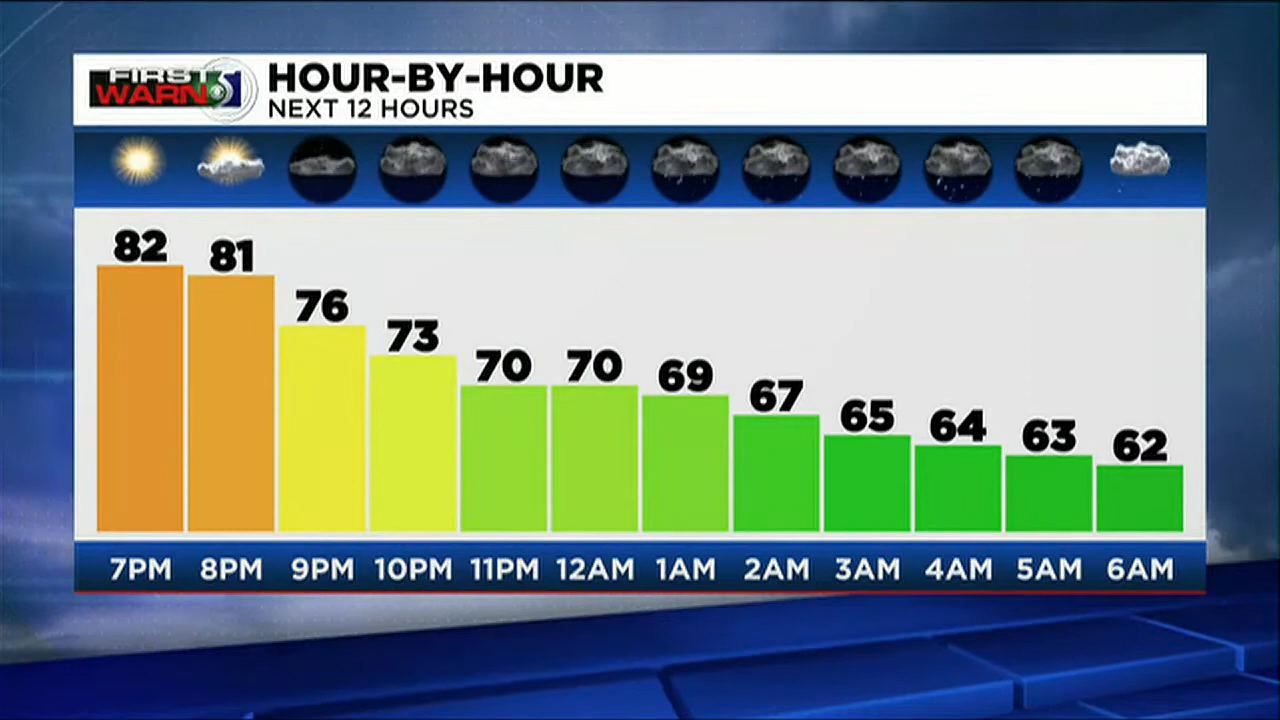 FIRST
WARN 5
HOUR-BY-HOUR
NEXT 12 HOURS
82 81 76 73 70 70 69 67 65 64 63 62
7PM 8PM 9PM 10PM 11PM 12AM 1AM 2AM 3AM 4AM 5AM 6AM